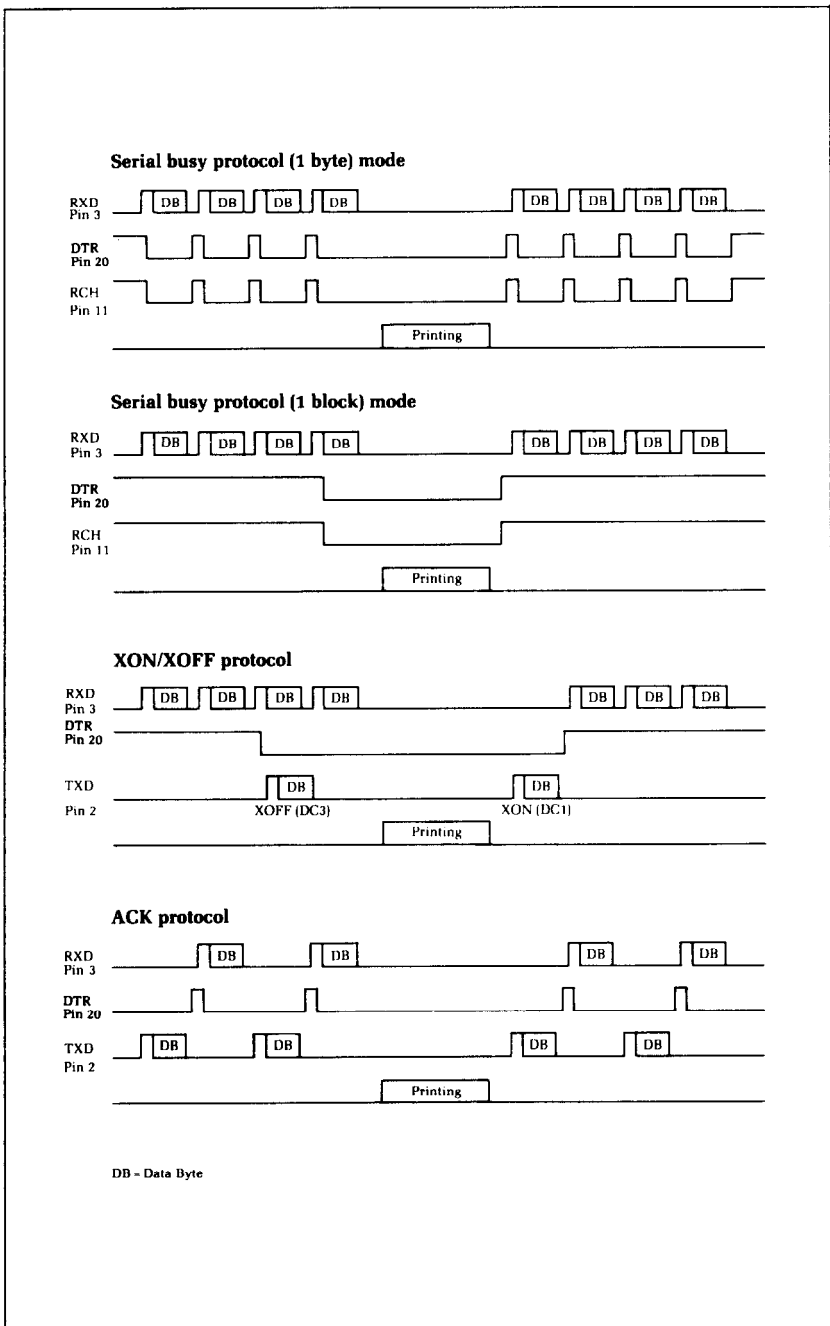 Serial busy protocol (1 byte) mode
RXD
Pin 3
DB DB DB DB DB DB DB DB
DTR
Pin 20
RCH
Pin 11
Printing
Serial busy protocol (1 block) mode
RXD
Pin 3
DB DB DB DB DB DB DB DB
DTR
Pin 20
RCH
Pin 11
Printing
XON/XOFF protocol
RXD
Pin 3
DB DB DB DB DB DB DB
DTR
Pin 20
TXD
Pin 2
DB DB
XOFF (DC3) XON (DC1)
Printing
ACK protocol
RXD
Pin 3
DB DB DB DB
DTR
Pin 20
TXD
Pin 2
DB DB DB DB
Printing
DB = Data Byte